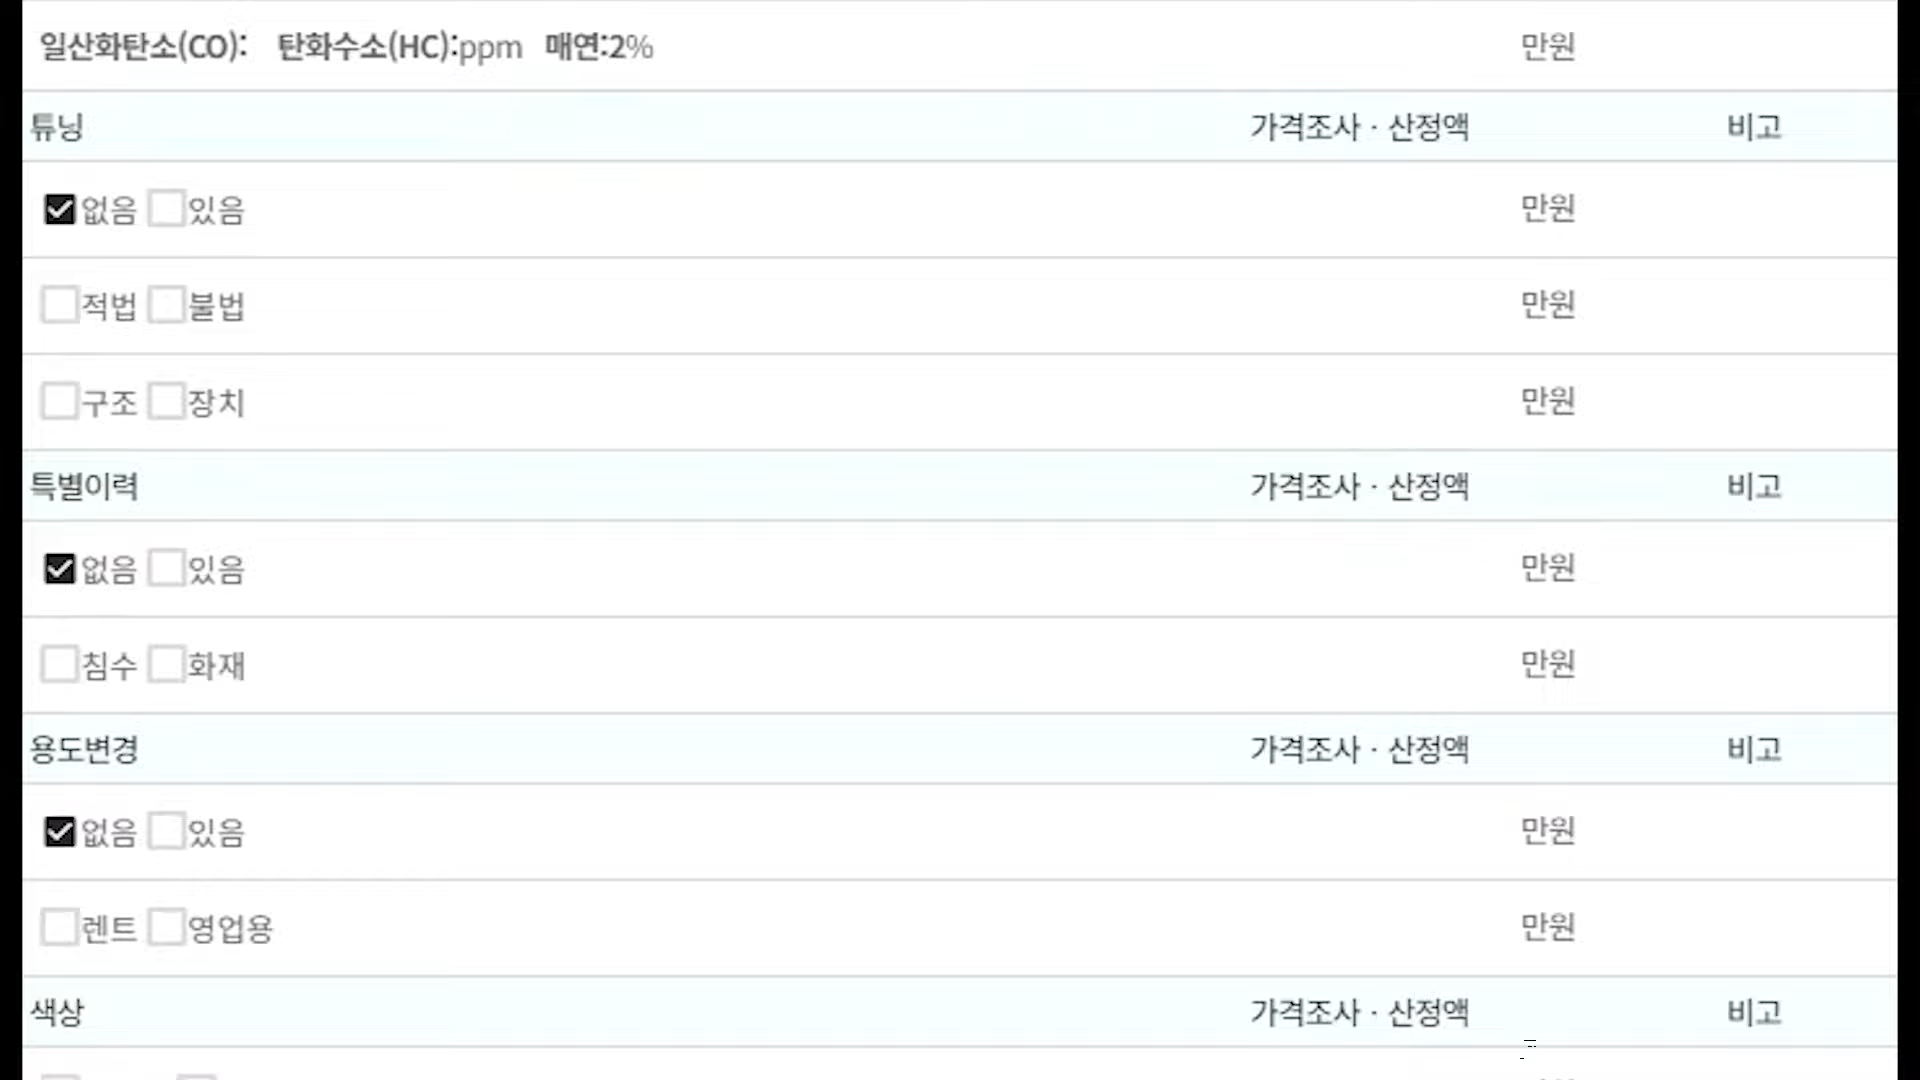 일산화탄소(CO): 탄화수소(HC):ppm 매연:2% 만원
튜닝 가격조사 · 산정액 비고
없음 있음 만원
적법 불법 만원
구조 장치 만원
특별이력 가격조사 · 산정액 비고
없음 있음 만원
침수 화재 만원
용도변경 가격조사 · 산정액 비고
없음 있음 만원
렌트 영업용 만원
색상 가격조사 · 산정액 비고